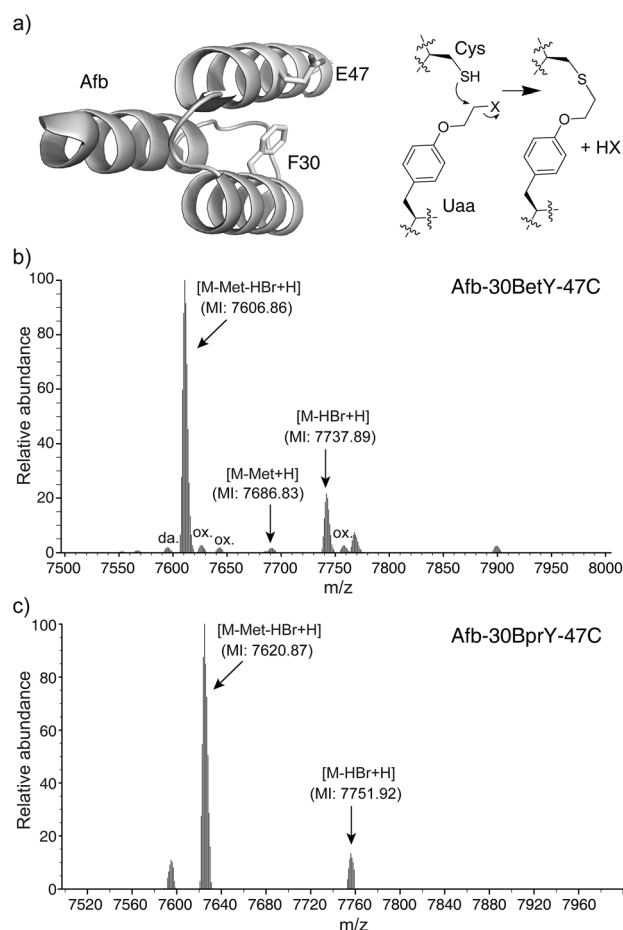 a)
Afb
E47
F30
Cys
SH
X
O
Uaa
S
O
+ HX
b)
Afb-30BetY-47C
[M-Met-HBr+H]
(MI: 7606.86)
[M-HBr+H]
(MI: 7737.89)
[M-Met+H]
(MI: 7686.83)
da.
ox.
ox.
ox.
Relative abundance
100
80
60
40
20
0
7500 7550 7600 7650 7700 7750 7800 7850 7900 7950 8000
m/z
c)
Afb-30BprY-47C
[M-Met-HBr+H]
(MI: 7620.87)
[M-HBr+H]
(MI: 7751.92)
Relative abundance
100
80
60
40
20
0
7520 7560 7600 7640 7680 7720 7760 7800 7840 7880 7920 7960
m/z